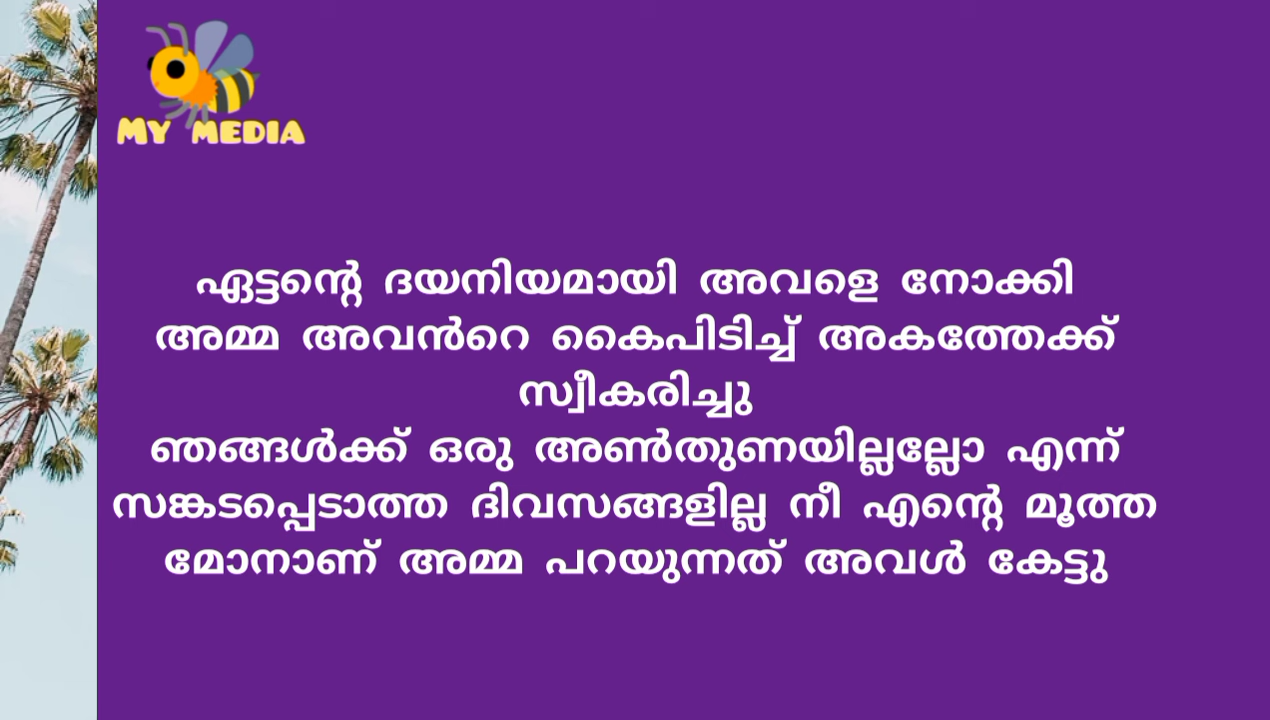 MY MEDIA
ഏട്ടന്റെ ദയനിയമായി അവളെ നോക്കി
അമ്മ അവൻറെ കൈപിടിച്ച് അകത്തേക്ക്
സ്വീകരിച്ചു
ഞങ്ങൾക്ക് ഒരു അൺതുണയില്ലല്ലോ എന്ന്
സങ്കടപ്പെടാത്ത ദിവസങ്ങളില്ല നീ എന്റെ മൂത്ത
മോനാണ് അമ്മ പറയുന്നത് അവൾ കേട്ടു